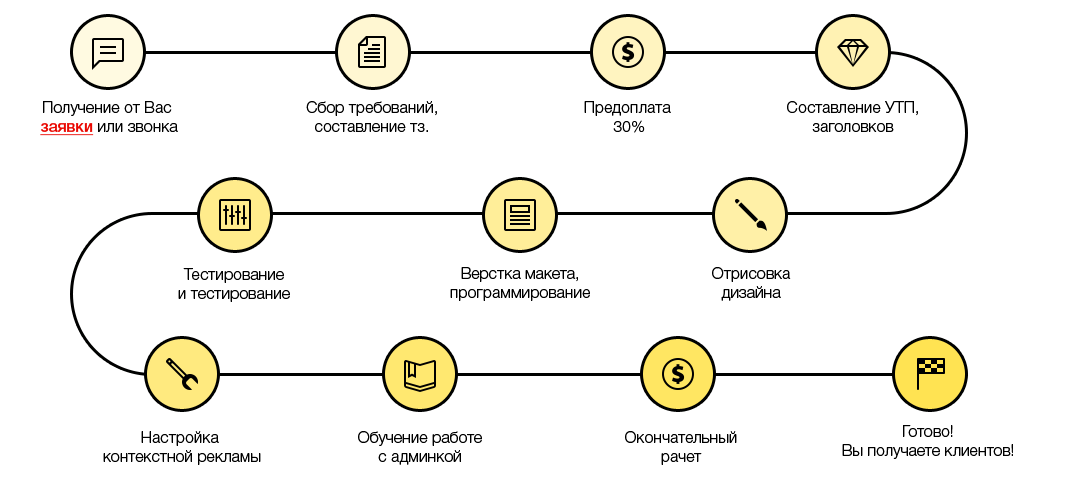 Получение от Вас
заявки или звонка
Сбор требований,
составление тз.
Предоплата
30%
Составление УТП,
заголовков
Отрисовка
дизайна
Верстка макета,
программирование
Тестирование
и тестирование
Настройка
контекстной рекламы
Обучение работе
с админкой
Окончательный
рачет
Готово!
Вы получаете клиентов!